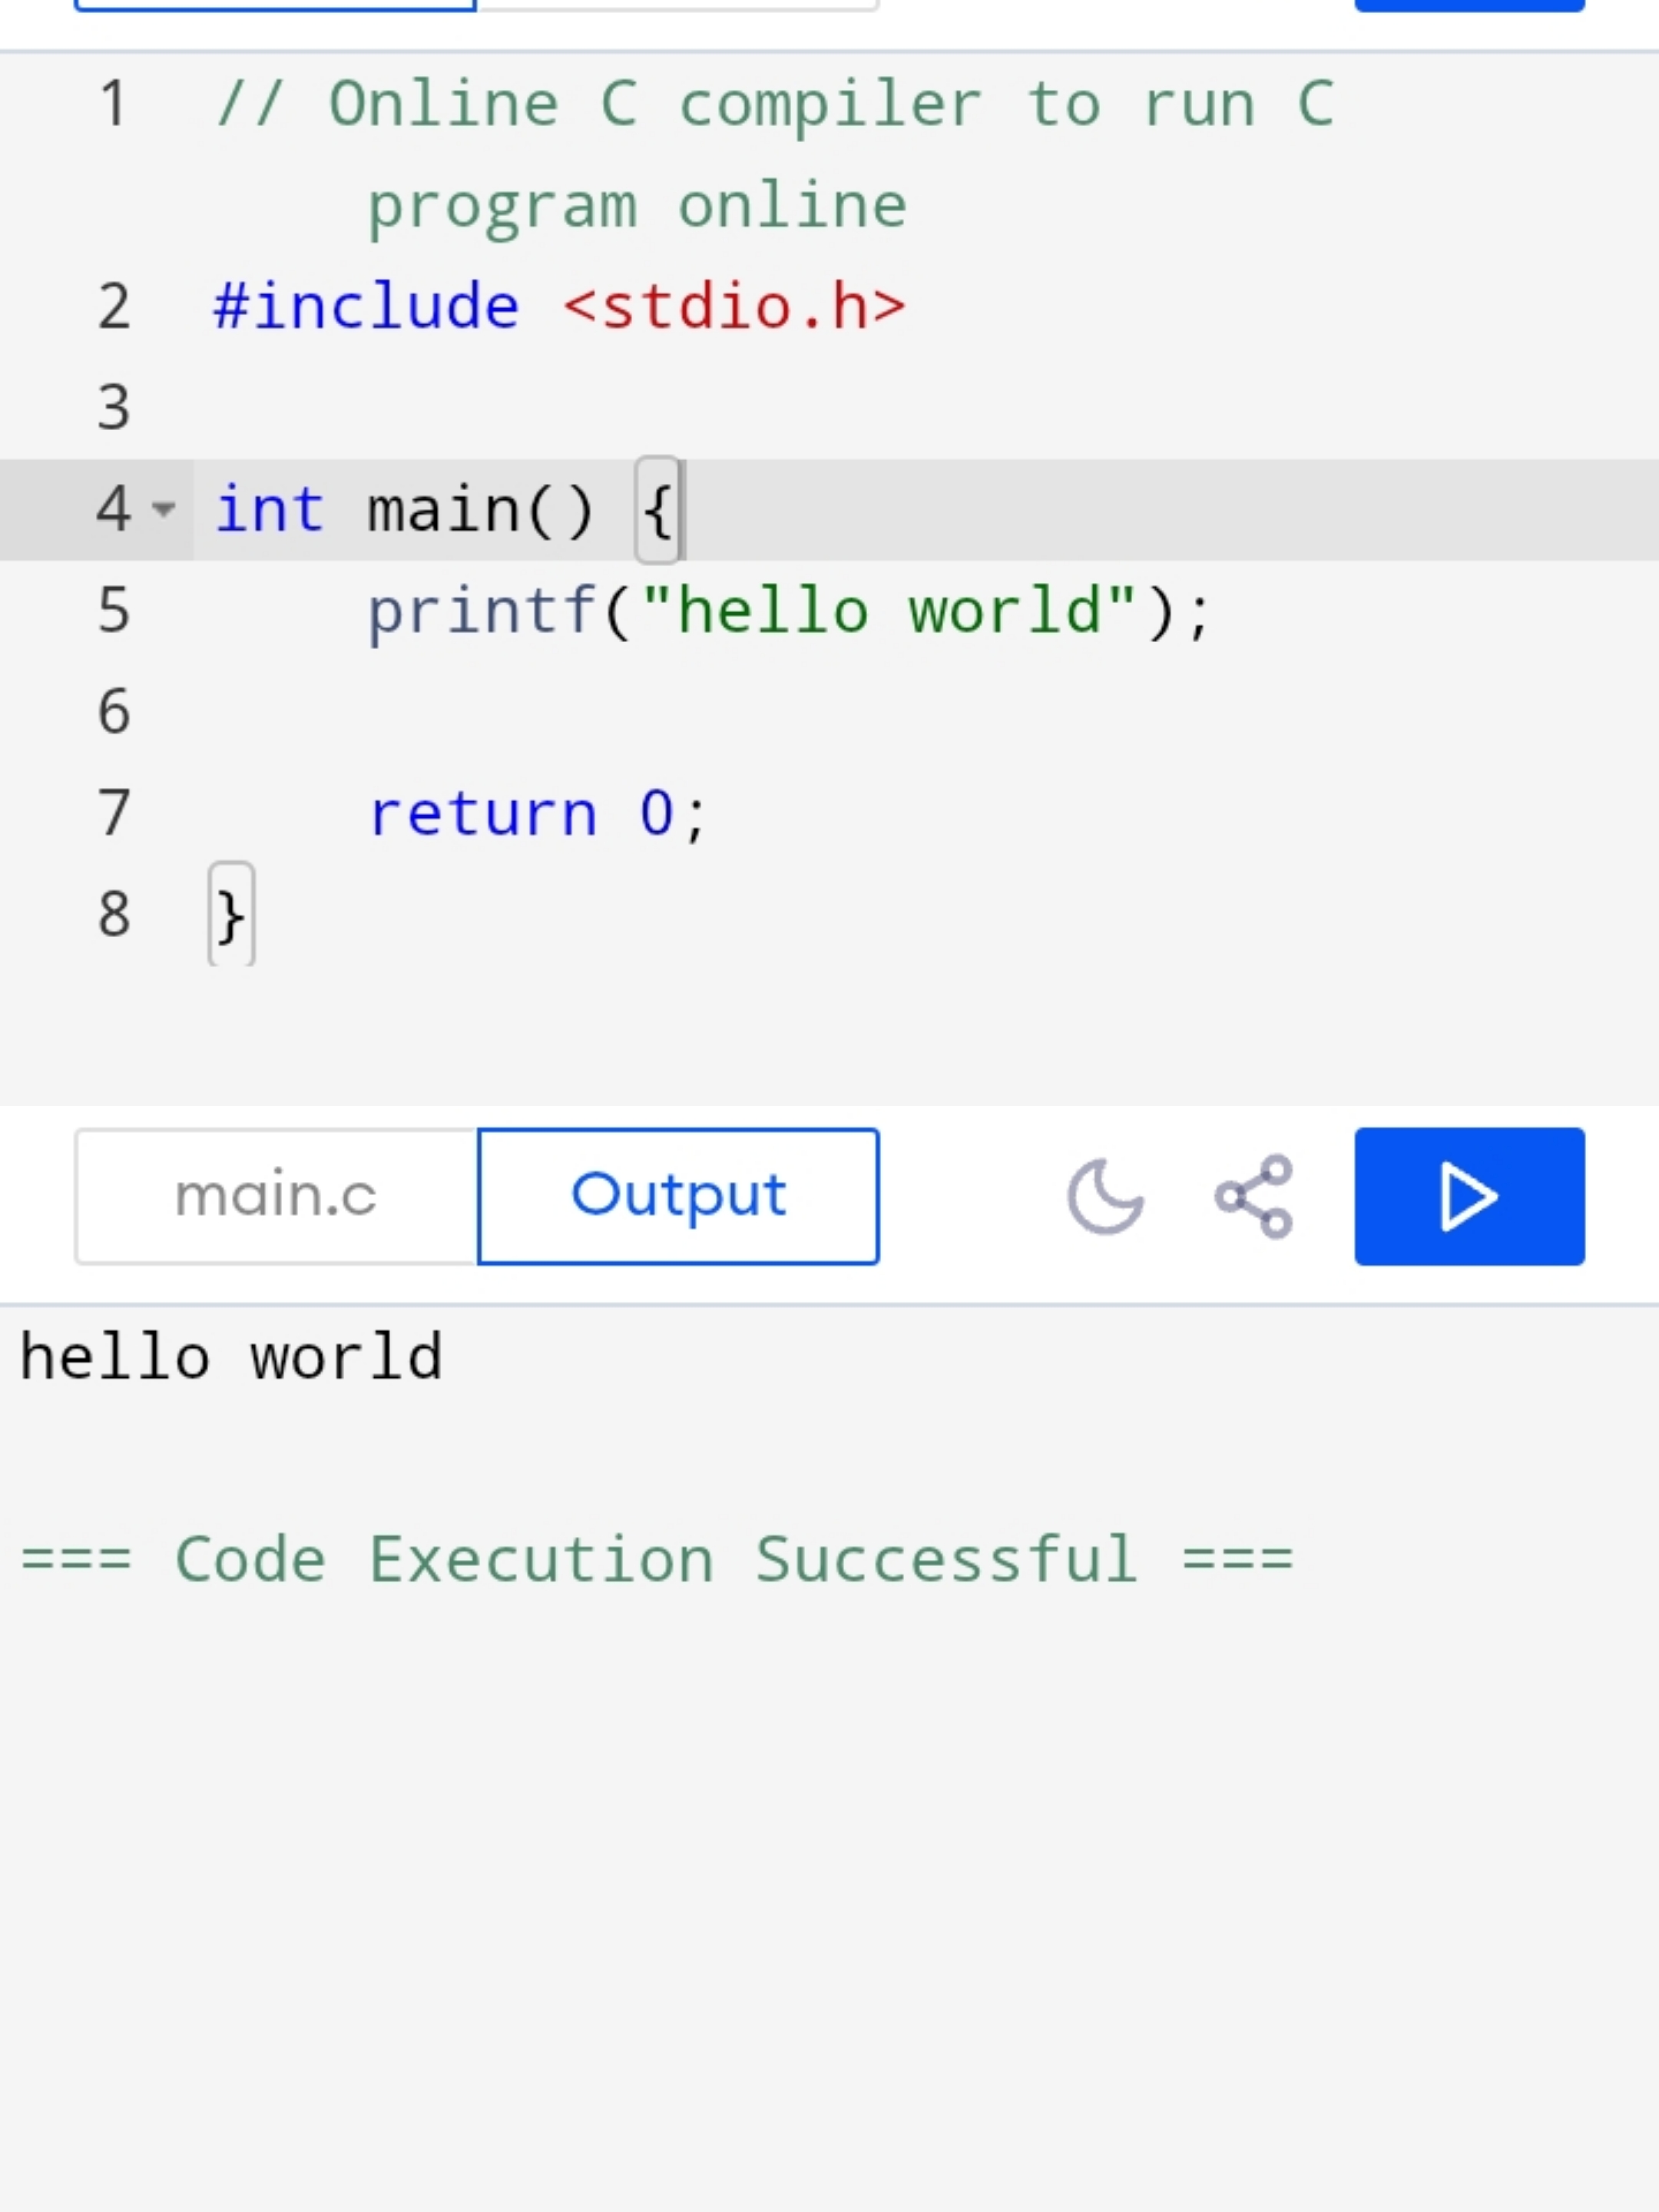 1 // Online C compiler to run C
program online
2 #include <stdio.h>
3
4 int main() {
5 printf("hello world");
6
7 return 0;
8 }
main.c Output
hello world
=== Code Execution Successful ===